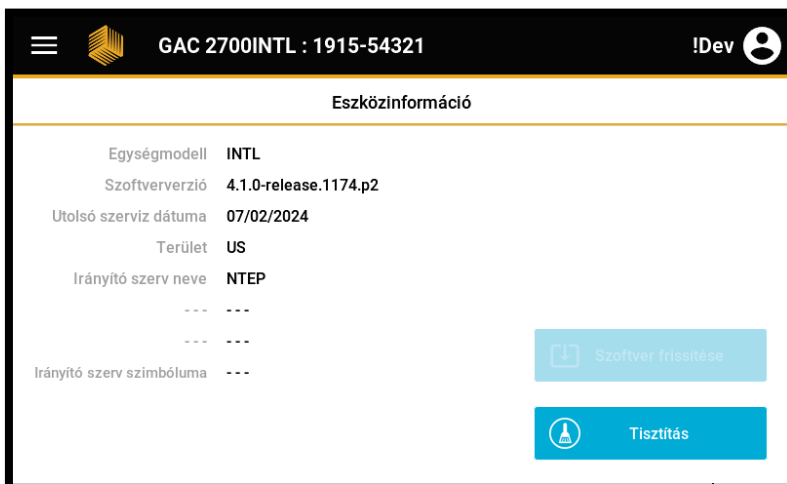 GAC 2700INTL : 1915-54321 !Dev
Eszközinformáció
Egységmodell INTL
Szoftververzió 4.1.0-release.1174.p2
Utolsó szerviz dátuma 07/02/2024
Terület US
Irányító szerv neve NTEP
--- ---
--- ---
Irányító szerv szimbóluma ---
Szoftver frissítése
Tisztítás